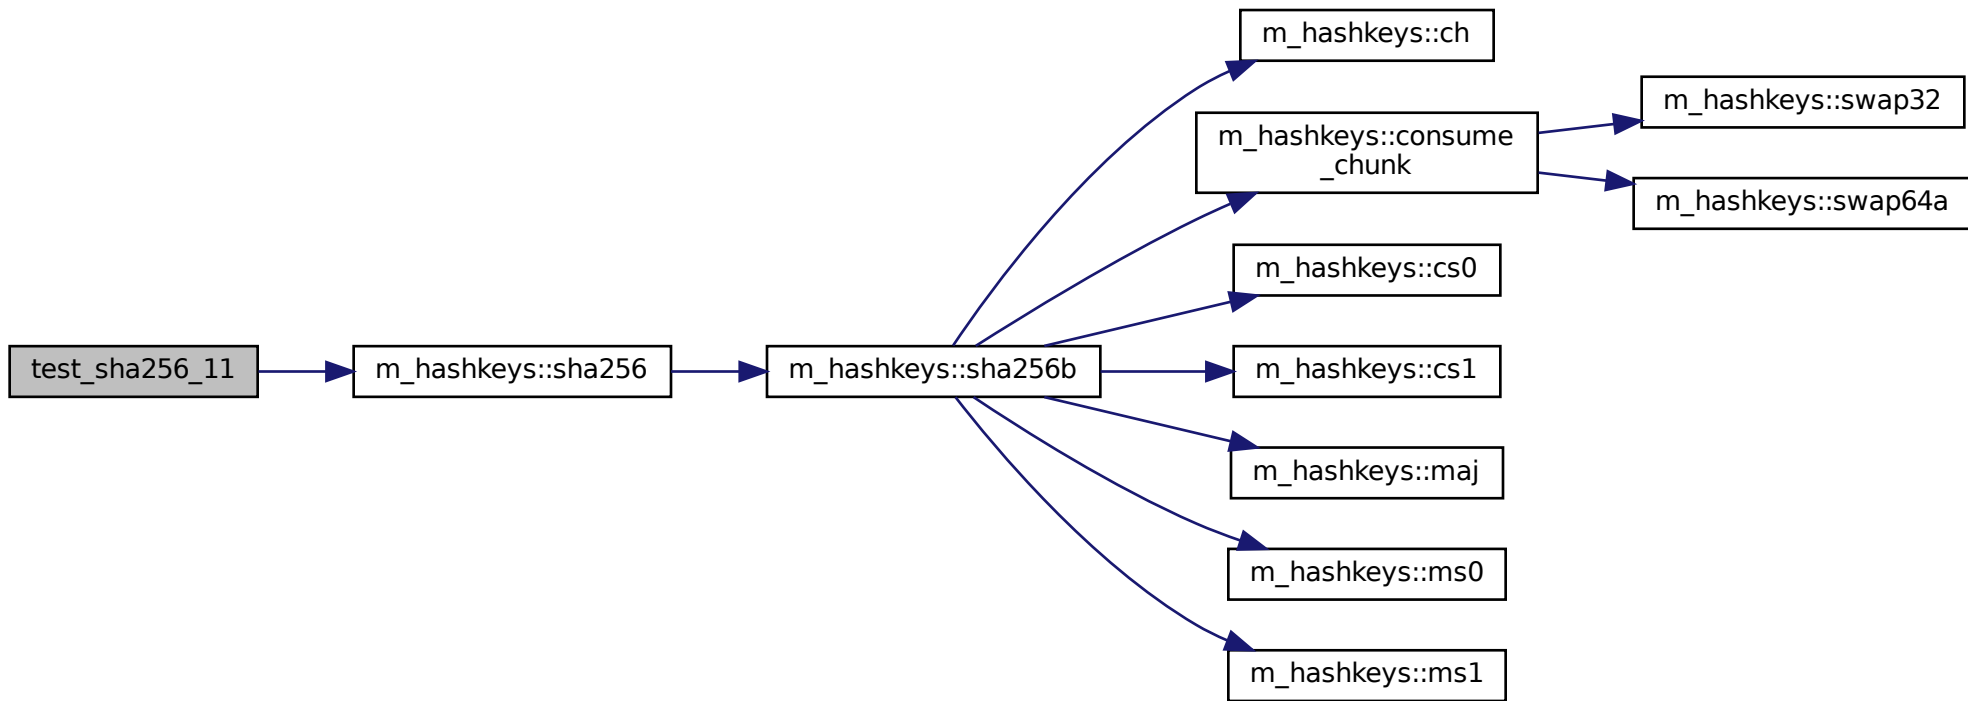 test_sha256_11
m_hashkeys::sha256
m_hashkeys::sha256b
m_hashkeys::ch
m_hashkeys::consume
_chunk
m_hashkeys::swap32
m_hashkeys::swap64a
m_hashkeys::cs0
m_hashkeys::cs1
m_hashkeys::maj
m_hashkeys::ms0
m_hashkeys::ms1